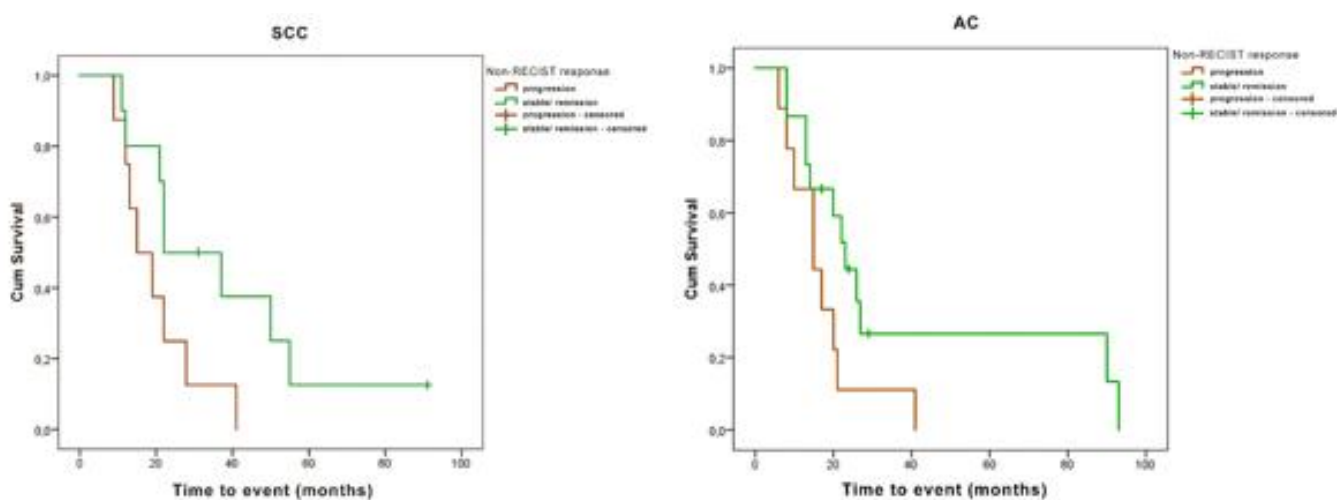 SCC
Non-RECIST response
progression
stable/ remission
progression - censored
stable/ remission - censored
1,0
0,8
0,6
0,4
0,2
0,0
Cum Survival
0 20 40 60 80 100
Time to event (months)
AC
Non-RECIST response
progression
stable/ remission
progression - censored
stable/ remission - censored
1,0
0,8
0,6
0,4
0,2
0,0
Cum Survival
0 20 40 60 80 100
Time to event (months)